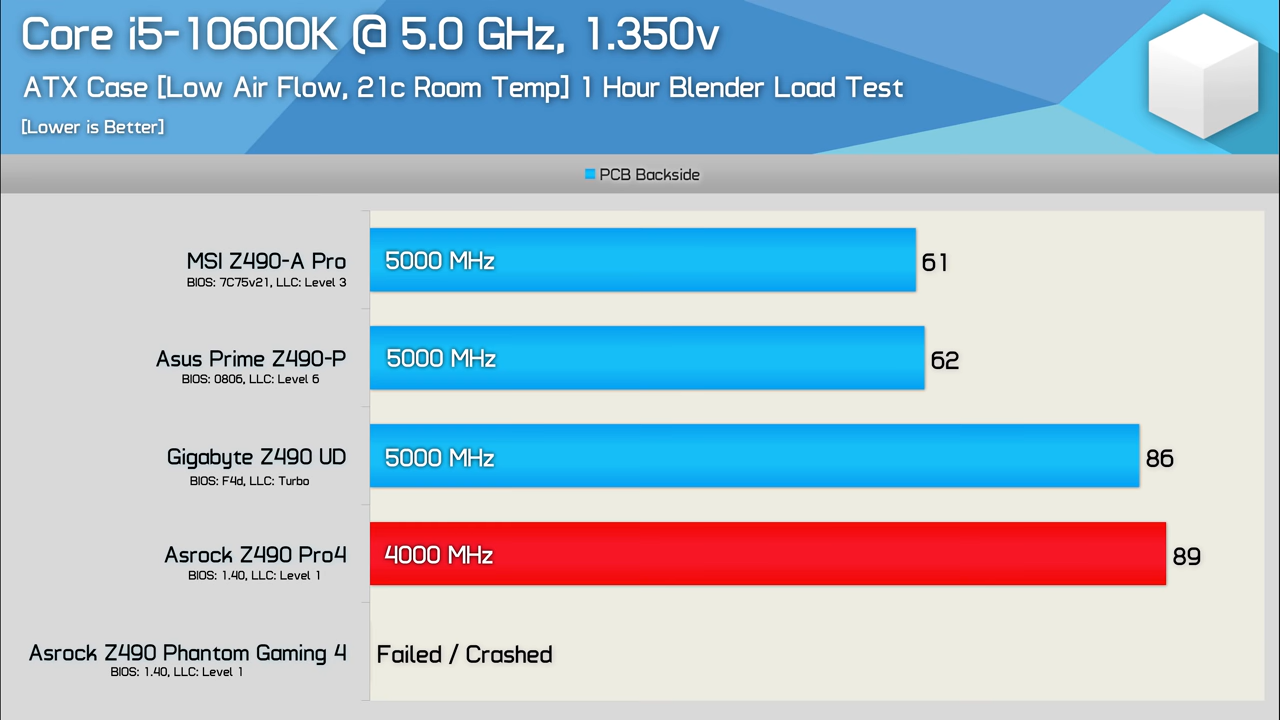 Core i5-10600K @ 5.0 GHz, 1.350v
ATX Case [Low Air Flow, 21c Room Temp] 1 Hour Blender Load Test
[Lower is Better]
PCB Backside
MSI Z490-A Pro
BIOS: 7C75v21, LLC: Level 3
5000 MHz
61
Asus Prime Z490-P
BIOS: 0806, LLC: Level 6
5000 MHz
62
Gigabyte Z490 UD
BIOS: F4d, LLC: Turbo
5000 MHz
86
Asrock Z490 Pro4
BIOS: 1.40, LLC: Level 1
4000 MHz
89
Asrock Z490 Phantom Gaming 4
BIOS: 1.40, LLC: Level 1
Failed / Crashed